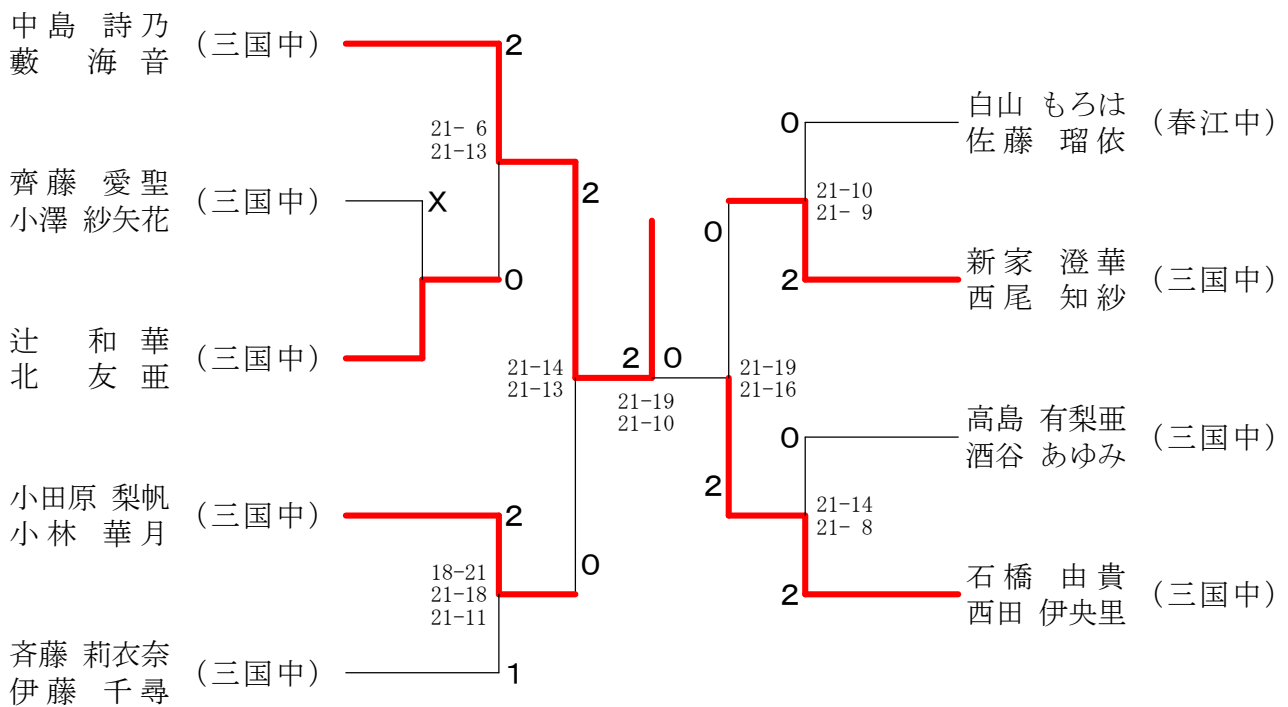 中島 詩乃
藪 海音
(三国中)
2
21- 6
21-13
齊藤 愛聖
小澤 紗矢花
(三国中)
X
0
辻 和華
北 友亜
(三国中)
2
21-14
21-13
小田原 梨帆
小林 華月
(三国中)
2
18-21
21-18
21-11
0
斉藤 莉衣奈
伊藤 千尋
(三国中)
1
2 0
21-19
21-10
白山 もろは
佐藤 瑠依
(春江中)
0
21-10
21- 9
0
新家 澄華
西尾 知紗
(三国中)
2
21-19
21-16
高島 有梨亜
酒谷 あゆみ
(三国中)
0
2
21-14
21- 8
石橋 由貴
西田 伊央里
(三国中)
2